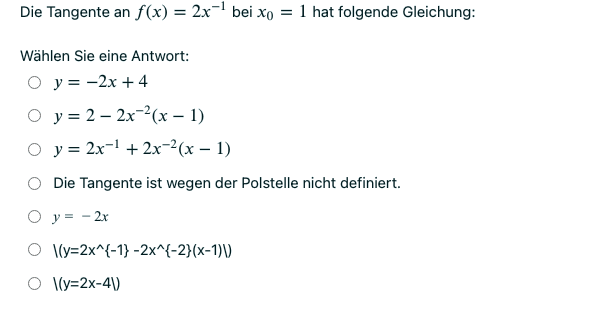 Die Tangente an f(x) = 2x⁻¹ bei x₀ = 1 hat folgende Gleichung:
Wählen Sie eine Antwort:
y = −2x + 4
y = 2 − 2x⁻²(x − 1)
y = 2x⁻¹ + 2x⁻²(x − 1)
Die Tangente ist wegen der Polstelle nicht definiert.
y = − 2x
\(y=2x^{-1} -2x^{-2}(x-1)\)
\(y=2x-4\)